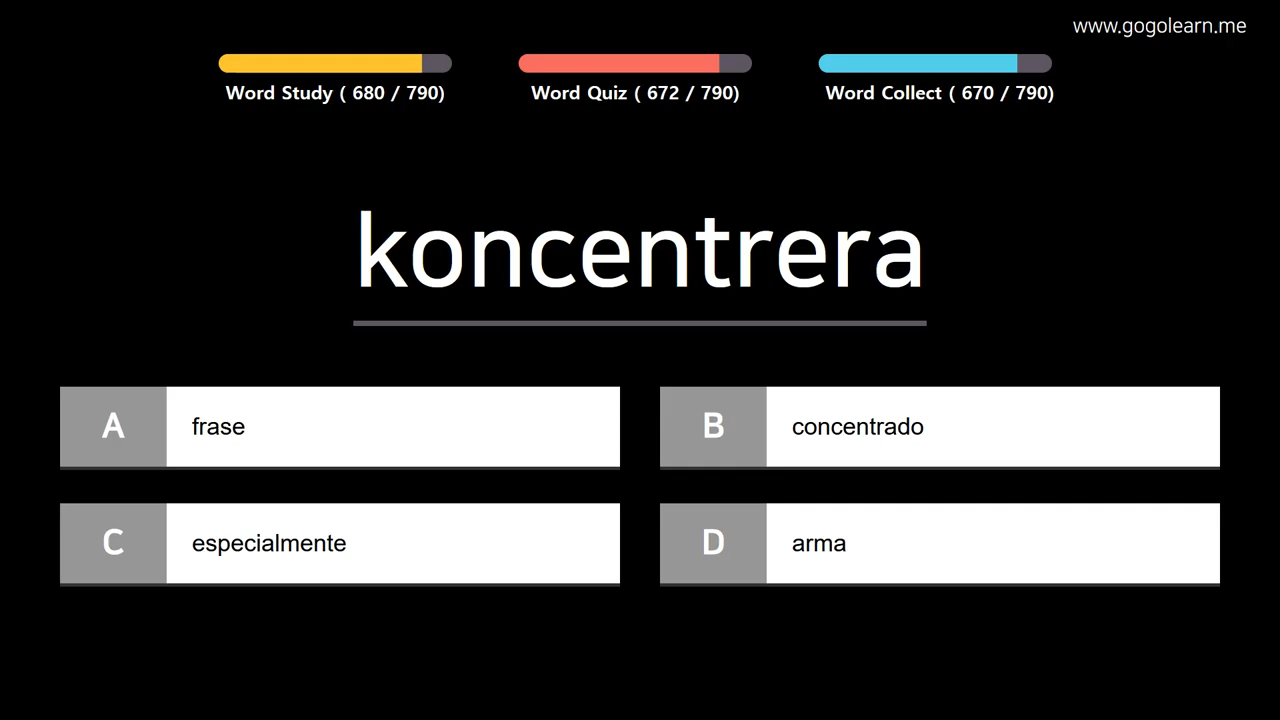 www.gogolearn.me
Word Study ( 680 / 790)
Word Quiz ( 672 / 790)
Word Collect ( 670 / 790)
koncentrera
A frase
B concentrado
C especialmente
D arma